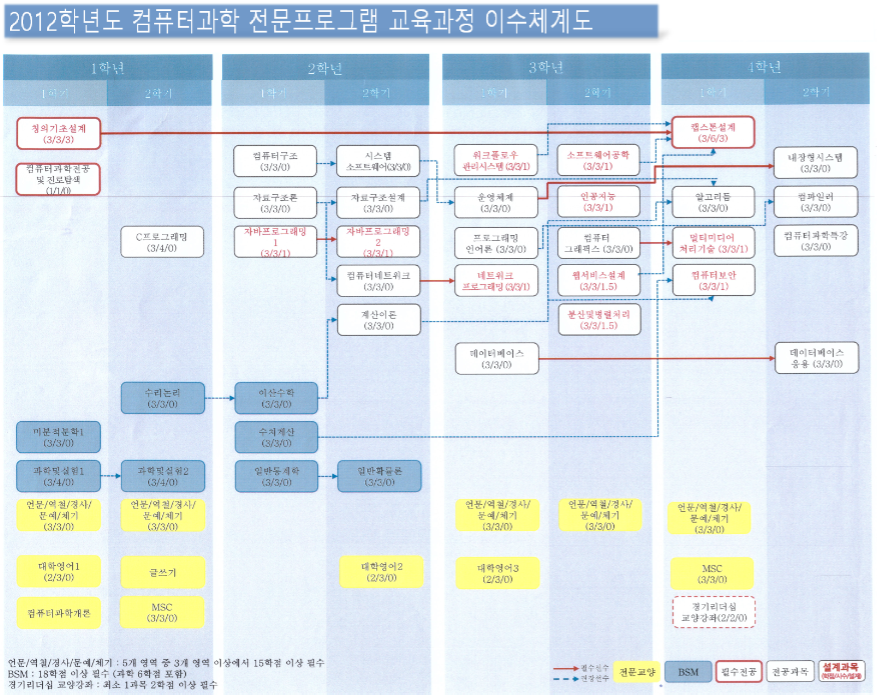 2012학년도 컴퓨터과학 전문프로그램 교육과정 이수체계도
1학년
2학년
3학년
4학년
1학기
2학기
1학기
2학기
1학기
2학기
1학기
2학기
창의기초설계
(3/3/3)
캡스톤설계
(3/6/3)
컴퓨터과학전공
및 진로탐색
(1/1/0)
컴퓨터구조
(3/3/0)
시스템
소프트웨어(3/3/0)
워크플로우
관리시스템(3/3/1)
소프트웨어공학
(3/3/1)
내장형시스템
(3/3/0)
자료구조론
(3/3/0)
자료구조설계
(3/3/0)
운영체계
(3/3/0)
인공지능
(3/3/1)
알고리듬
(3/3/0)
컴파일러
(3/3/0)
C프로그래밍
(3/4/0)
자바프로그래밍
1
(3/3/1)
자바프로그래밍
2
(3/3/1)
프로그래밍
언어론(3/3/0)
컴퓨터
그래픽스(3/3/0)
멀티미디어
처리기술(3/3/1)
컴퓨터과학특강
(3/3/0)
컴퓨터네트워크
(3/3/0)
네트워크
프로그래밍(3/3/1)
웹서비스설계
(3/3/1.5)
컴퓨터보안
(3/3/1)
계산이론
(3/3/0)
분산및병렬처리
(3/3/1.5)
데이터베이스
(3/3/0)
데이터베이스
응용(3/3/0)
수리논리
(3/3/0)
이산수학
(3/3/0)
미분적분학1
(3/3/0)
수치계산
(3/3/0)
과학및실험1
(3/4/0)
과학및실험2
(3/4/0)
일반통계학
(3/3/0)
일반확률론
(3/3/0)
언문/역철/경사/
문예/체기
(3/3/0)
언문/역철/경사/
문예/체기
(3/3/0)
언문/역철/경사/
문예/체기
(3/3/0)
언문/역철/경사/
문예/체기
(3/3/0)
언문/역철/경사/
문예/체기
(3/3/0)
대학영어1
(2/3/0)
글쓰기
대학영어2
(2/3/0)
대학영어3
(2/3/0)
MSC
(3/3/0)
컴퓨터과학개론
MSC
(3/3/0)
경기리더십
교양강좌(2/2/0)
언문/역철/경사/문예/체기 : 5개 영역 중 3개 영역 이상에서 15학점 이상 필수
BSM : 18학점 이상 필수 (과학 6학점 포함)
경기리더십 교양강좌 : 최소 1과목 2학점 이상 필수
필수선수
권장선수
전문교양
BSM
필수전공
전공과목
설계과목
(학점/시수/설계)